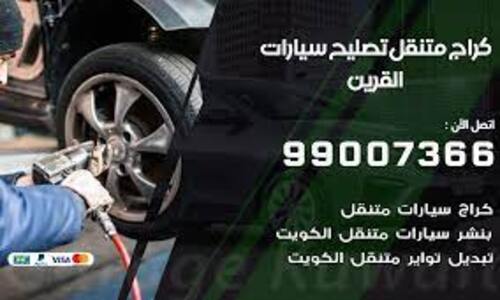 كراج متنقل تصليح سيارات
القرين
اتصل الآن :
99007366
كراج سيارات متنقل
بنشر سيارات متنقل الكويت
تبديل تواير متنقل الكويت
VISA